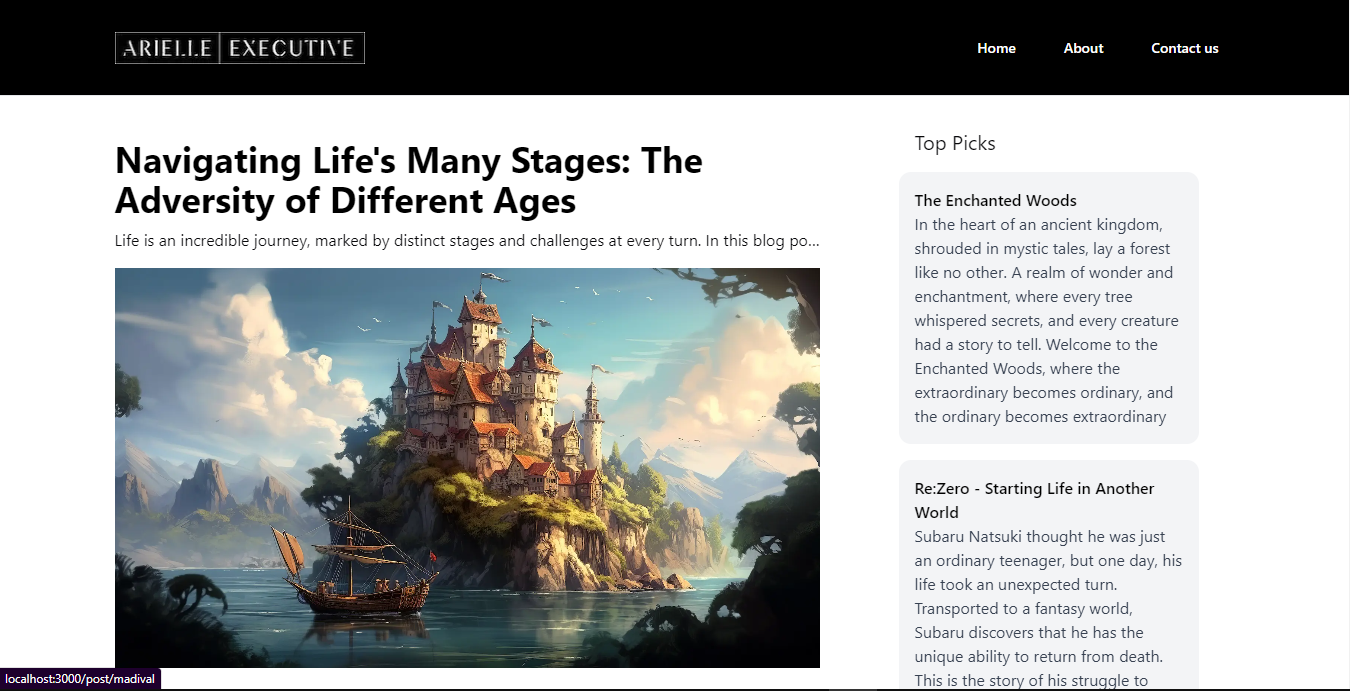 ARIELLE EXECUTIVE
Home
About
Contact us
Navigating Life's Many Stages: The
Adversity of Different Ages
Life is an incredible journey, marked by distinct stages and challenges at every turn. In this blog po...
Top Picks
The Enchanted Woods
In the heart of an ancient kingdom,
shrouded in mystic tales, lay a forest
like no other. A realm of wonder and
enchantment, where every tree
whispered secrets, and every creature
had a story to tell. Welcome to the
Enchanted Woods, where the
extraordinary becomes ordinary, and
the ordinary becomes extraordinary
Re:Zero - Starting Life in Another
World
Subaru Natsuki thought he was just
an ordinary teenager, but one day, his
life took an unexpected turn.
Transported to a fantasy world,
Subaru discovers that he has the
unique ability to return from death.
This is the story of his struggle to
localhost:3000/post/madival